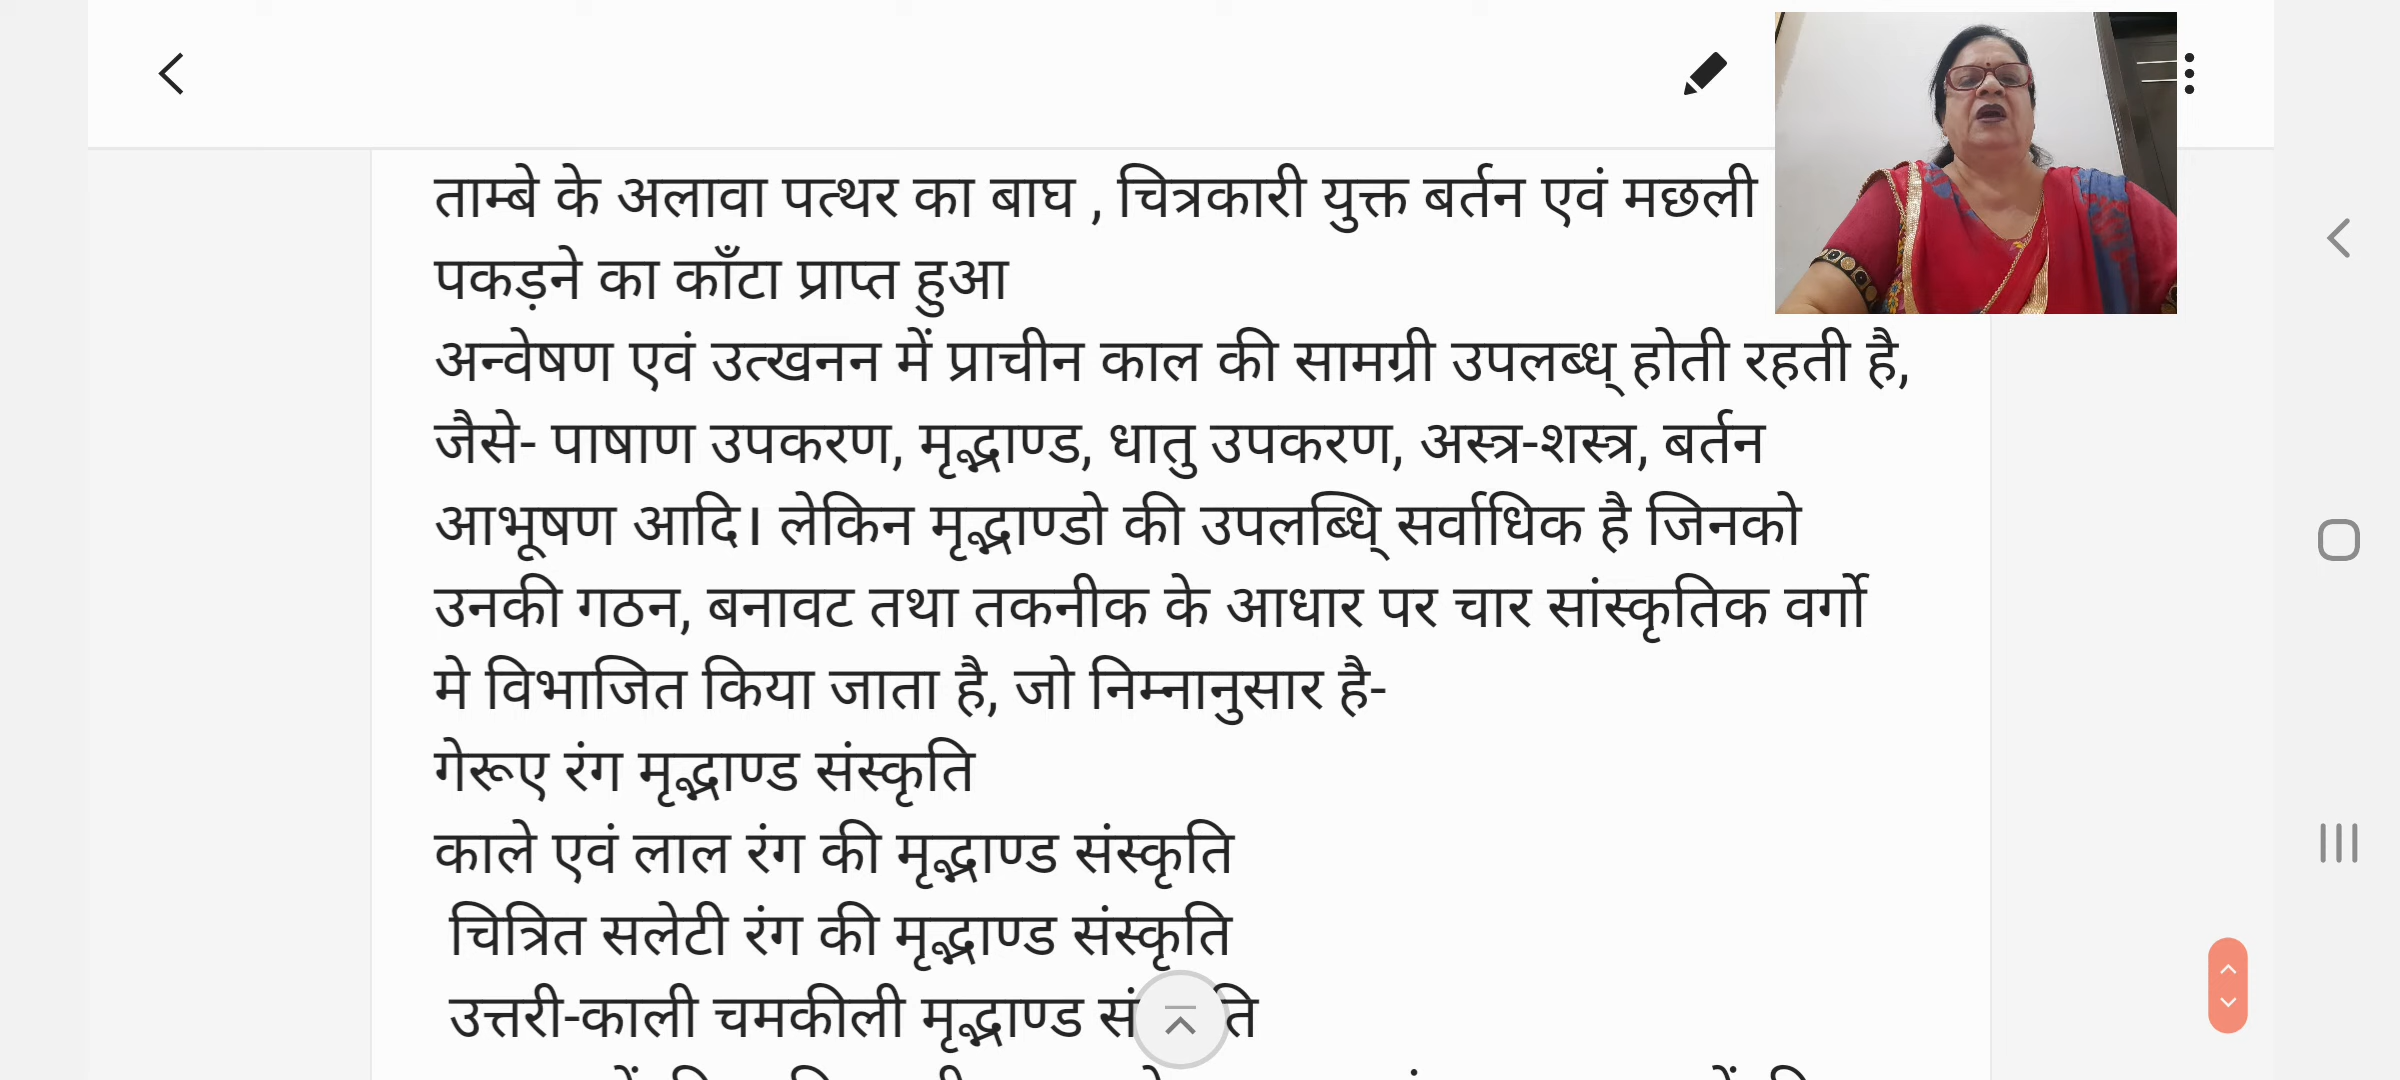 ताम्बे के अलावा पत्थर का बाघ , चित्रकारी युक्त बर्तन एवं मछली
पकड़ने का काँटा प्राप्त हुआ
अन्वेषण एवं उत्खनन में प्राचीन काल की सामग्री उपलब्ध् होती रहती है,
जैसे- पाषाण उपकरण, मृद्भाण्ड, धातु उपकरण, अस्त्र-शस्त्र, बर्तन
आभूषण आदि। लेकिन मृद्भाण्डो की उपलब्धि् सर्वाधिक है जिनको
उनकी गठन, बनावट तथा तकनीक के आधार पर चार सांस्कृतिक वर्गो
मे विभाजित किया जाता है, जो निम्नानुसार है-
गेरूए रंग मृद्भाण्ड संस्कृति
काले एवं लाल रंग की मृद्भाण्ड संस्कृति
चित्रित सलेटी रंग की मृद्भाण्ड संस्कृति
उत्तरी-काली चमकीली मृद्भाण्ड